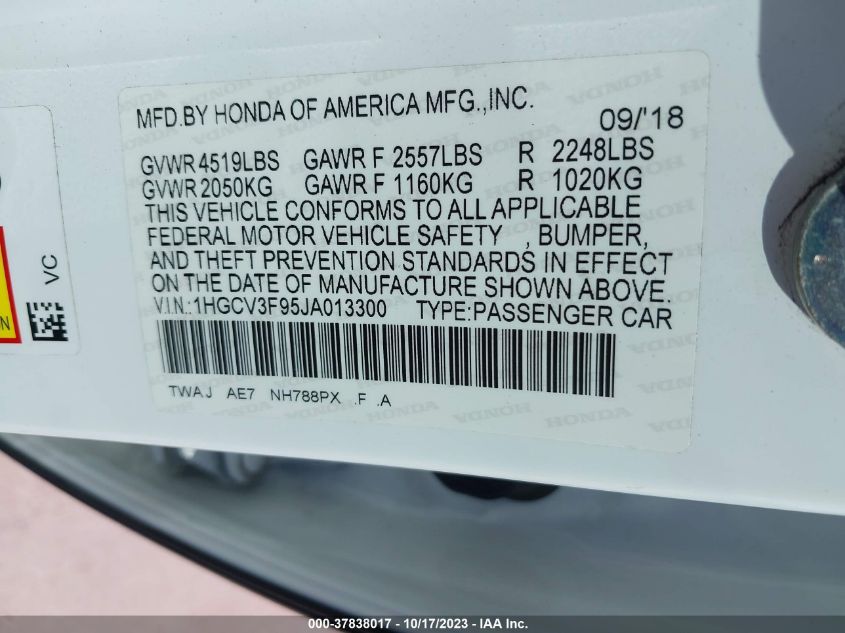 MFD.BY HONDA OF AMERICA MFG.,INC.
09/'18
GVWR 4519LBS GAWR F 2557LBS R 2248LBS
GVWR 2050KG GAWR F 1160KG R 1020KG
THIS VEHICLE CONFORMS TO ALL APPLICABLE
FEDERAL MOTOR VEHICLE SAFETY , BUMPER,
AND THEFT PREVENTION STANDARDS IN EFFECT
ON THE DATE OF MANUFACTURE SHOWN ABOVE.
V.I.N.:1HGCV3F95JA013300 TYPE:PASSENGER CAR
TWAJ AE7 NH788PX .F .A
VC
000-37838017 - 10/17/2023 - IAAI.com